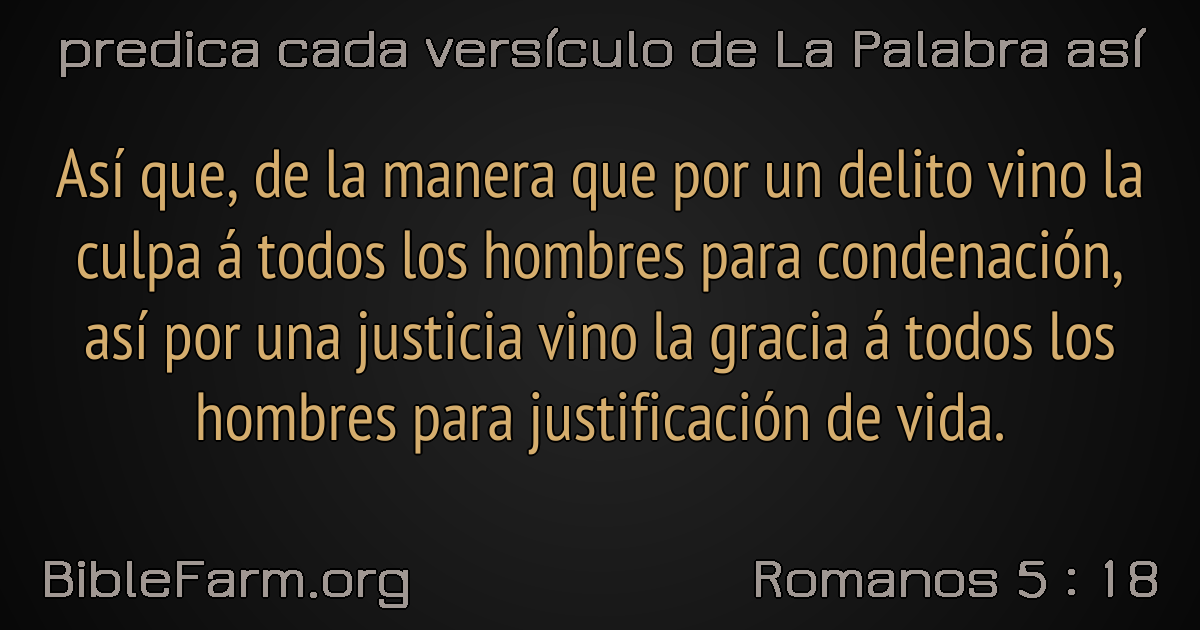 predica cada versículo de La Palabra así
Así que, de la manera que por un delito vino la
culpa á todos los hombres para condenación,
así por una justicia vino la gracia á todos los
hombres para justificación de vida.
BibleFarm.org
Romanos 5 : 18